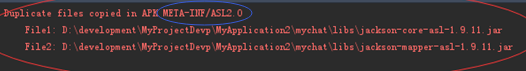 Duplicate files copied in APK META-INF/ASL2.0
File1: D:\development\MyProjectDevp\MyApplication2\mychat\libs\jackson-core-asl-1.9.11.jar
File2: D:\development\MyProjectDevp\MyApplication2\mychat\libs\jackson-mapper-asl-1.9.11.jar